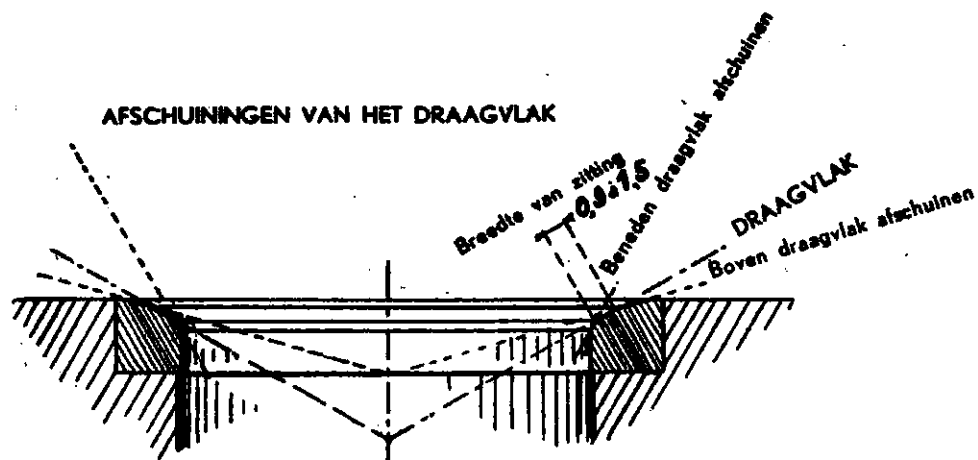 AFSCHUININGEN VAN HET DRAAGVLAK
Breedte van zitting
0,9 à 1,5
Beneden draagvlak afschuinen
DRAAGVLAK
Boven draagvlak afschuinen